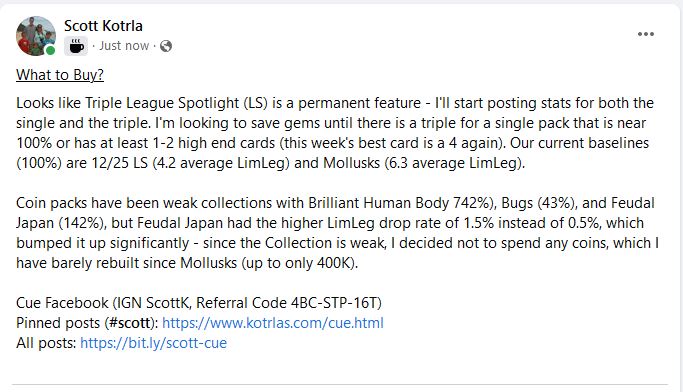 Scott Kotrla
· Just now ·
What to Buy?
Looks like Triple League Spotlight (LS) is a permanent feature - I'll start posting stats for both the
single and the triple. I'm looking to save gems until there is a triple for a single pack that is near
100% or has at least 1-2 high end cards (this week's best card is a 4 again). Our current baselines
(100%) are 12/25 LS (4.2 average LimLeg) and Mollusks (6.3 average LimLeg).
Coin packs have been weak collections with Brilliant Human Body 742%), Bugs (43%), and Feudal
Japan (142%), but Feudal Japan had the higher LimLeg drop rate of 1.5% instead of 0.5%, which
bumped it up significantly - since the Collection is weak, I decided not to spend any coins, which I
have barely rebuilt since Mollusks (up to only 400K).
Cue Facebook (IGN ScottK, Referral Code 4BC-STP-16T)
Pinned posts (#scott): https://www.kotrlas.com/cue.html
All posts: https://bit.ly/scott-cue